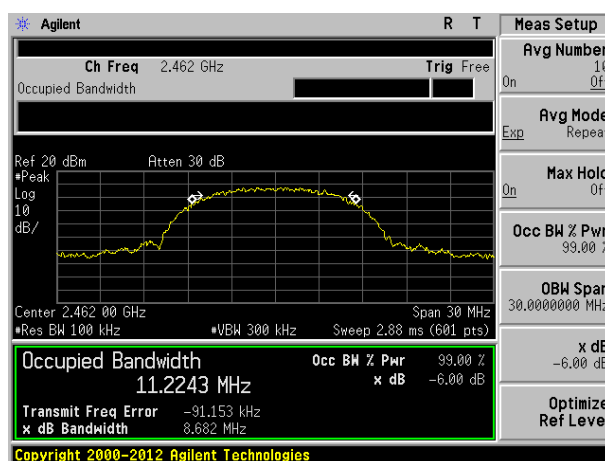 Agilent R T Meas Setup
Avg Number
10
On Of
Ch Freq 2.462 GHz Trig Free
Occupied Bandwidth
Avg Mode
Exp Repea
Ref 20 dBm Atten 30 dB
#Peak
Log
10
dB/
Max Hold
On Of
Occ BW % Pwr
99.00 %
OBW Span
30.0000000 MHz
Center 2.462 00 GHz Span 30 MHz
#Res BW 100 kHz #VBW 300 kHz Sweep 2.88 ms (601 pts)
x dB
-6.00 dB
Occupied Bandwidth Occ BW % Pwr 99.00 %
11.2243 MHz x dB -6.00 dB
Transmit Freq Error -91.153 kHz
x dB Bandwidth 8.682 MHz
Optimize
Ref Leve
Copyright 2000-2012 Agilent Technologies